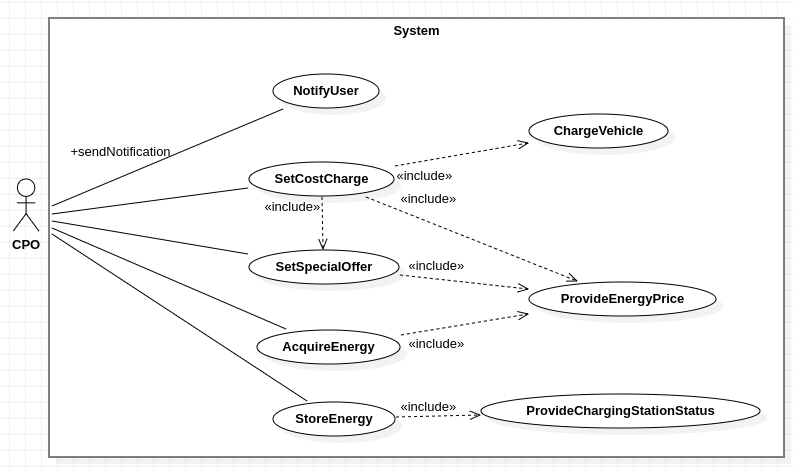 System
NotifyUser
ChargeVehicle
+sendNotification
SetCostCharge
«include»
«include»
«include»
CPO
SetSpecialOffer
«include»
ProvideEnergyPrice
AcquireEnergy
«include»
StoreEnergy
«include»
ProvideChargingStationStatus